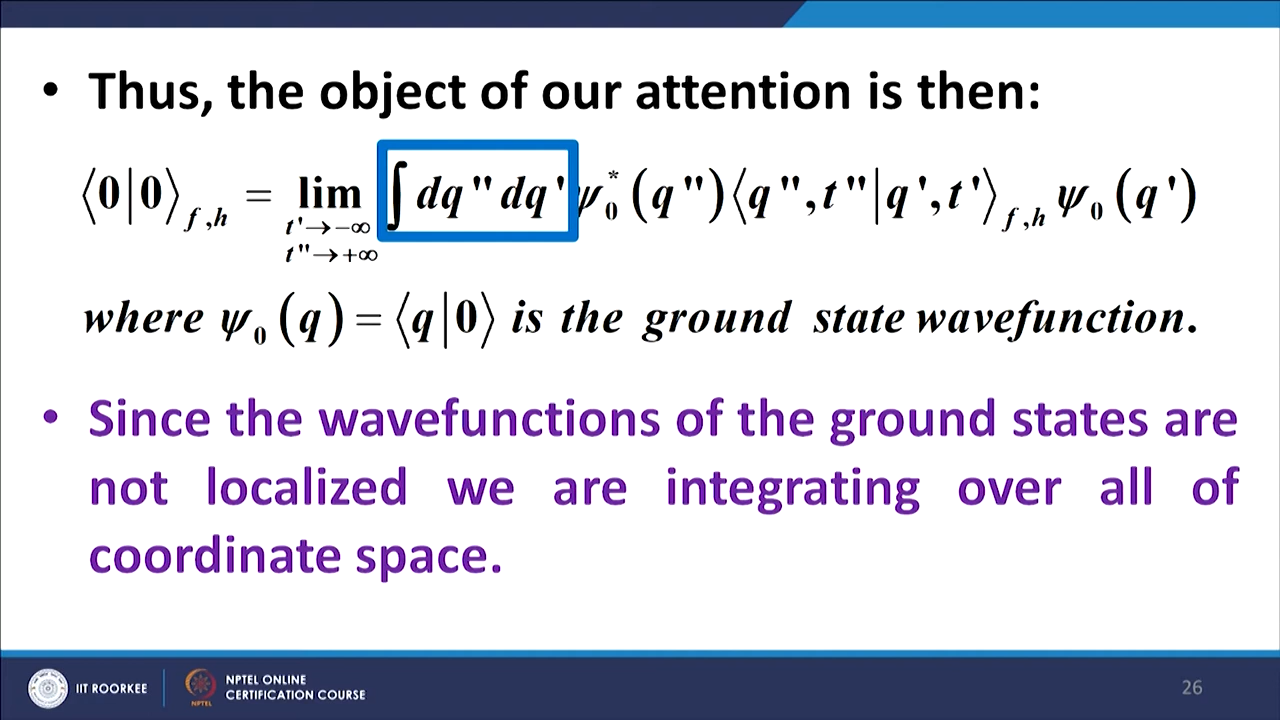 • Thus, the object of our attention is then:
⟨0|0⟩_{f,h} = lim_{t'→−∞, t''→+∞} ∫ dq'' dq' ψ₀*(q'')⟨q'',t''|q',t'⟩_{f,h} ψ₀(q')
where ψ₀(q) = ⟨q|0⟩ is the ground state wavefunction.
• Since the wavefunctions of the ground states are
not localized we are integrating over all of
coordinate space.
IIT ROORKEE
NPTEL
NPTEL ONLINE
CERTIFICATION COURSE
26